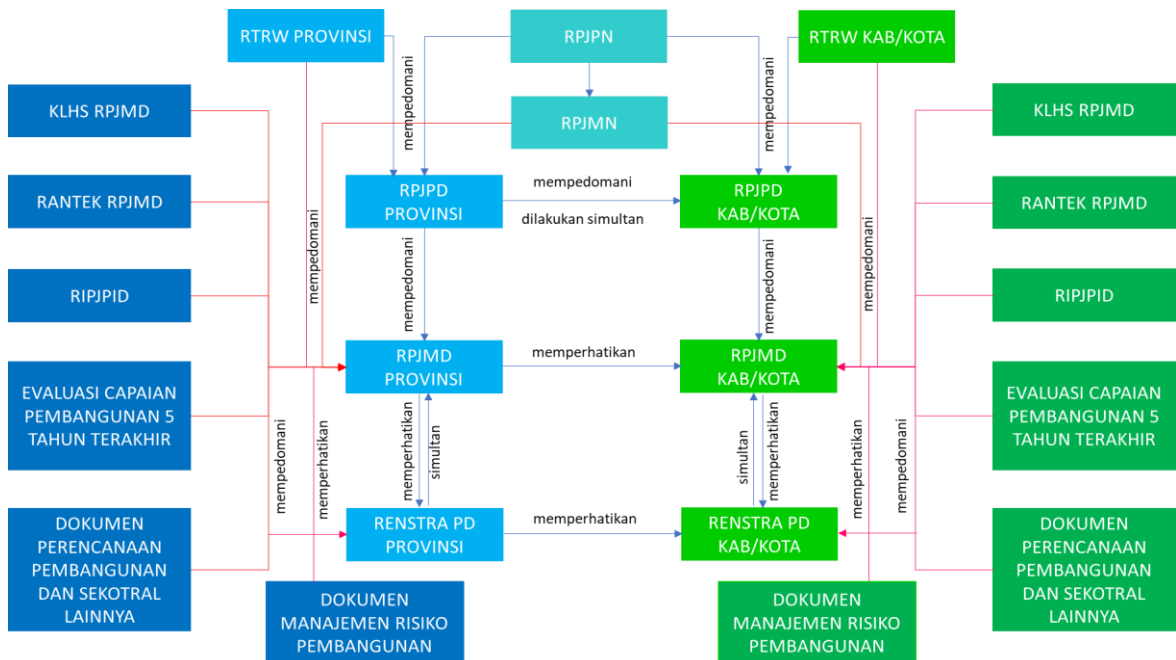 RTRW PROVINSI
RPJPN
RTRW KAB/KOTA
KLHS RPJMD
mempedomani
RPJMN
mempedomani
KLHS RPJMD
RANTEK RPJMD
RPJPD
PROVINSI
mempedomani
dilakukan simultan
RPJPD
KAB/KOTA
RANTEK RPJMD
mempedomani
mempedomani
mempedomani
mempedomani
RIPJPID
RIPJPID
RPJMD
PROVINSI
memperhatikan
RPJMD
KAB/KOTA
EVALUASI CAPAIAN
PEMBANGUNAN 5
TAHUN TERAKHIR
mempedomani
memperhatikan
memperhatikan
simultan
simultan
memperhatikan
memperhatikan
mempedomani
EVALUASI CAPAIAN
PEMBANGUNAN 5
TAHUN TERAKHIR
DOKUMEN
PERENCANAAN
PEMBANGUNAN
DAN SEKOTRAL
LAINNYA
RENSTRA PD
PROVINSI
memperhatikan
RENSTRA PD
KAB/KOTA
DOKUMEN
PERENCANAAN
PEMBANGUNAN
DAN SEKOTRAL
LAINNYA
DOKUMEN
MANAJEMEN RISIKO
PEMBANGUNAN
DOKUMEN
MANAJEMEN RISIKO
PEMBANGUNAN